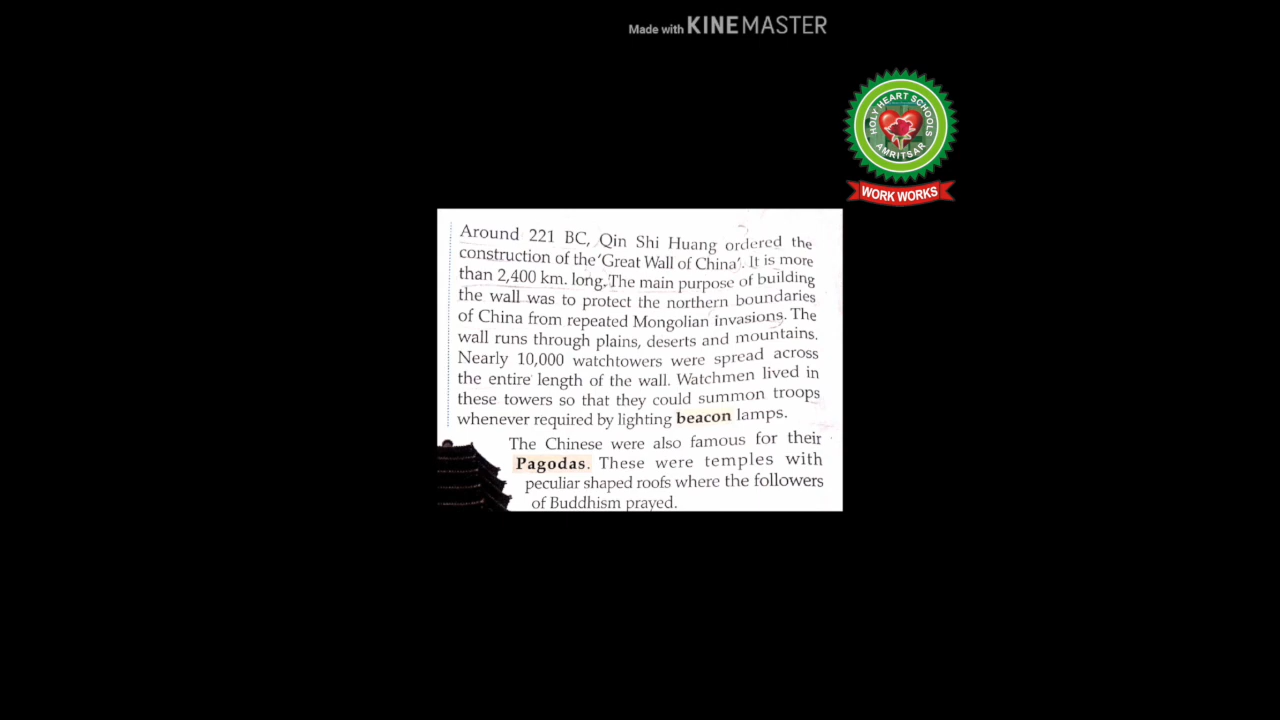 Made with KINEMASTER
HOLY HEART SCHOOLS
AMRITSAR
WORK WORKS
Around 221 BC, Qin Shi Huang ordered the
construction of the 'Great Wall of China'. It is more
than 2,400 km. long. The main purpose of building
the wall was to protect the northern boundaries
of China from repeated Mongolian invasions. The
wall runs through plains, deserts and mountains.
Nearly 10,000 watchtowers were spread across
the entire length of the wall. Watchmen lived in
these towers so that they could summon troops
whenever required by lighting beacon lamps.
The Chinese were also famous for their
Pagodas. These were temples with
peculiar shaped roofs where the followers
of Buddhism prayed.